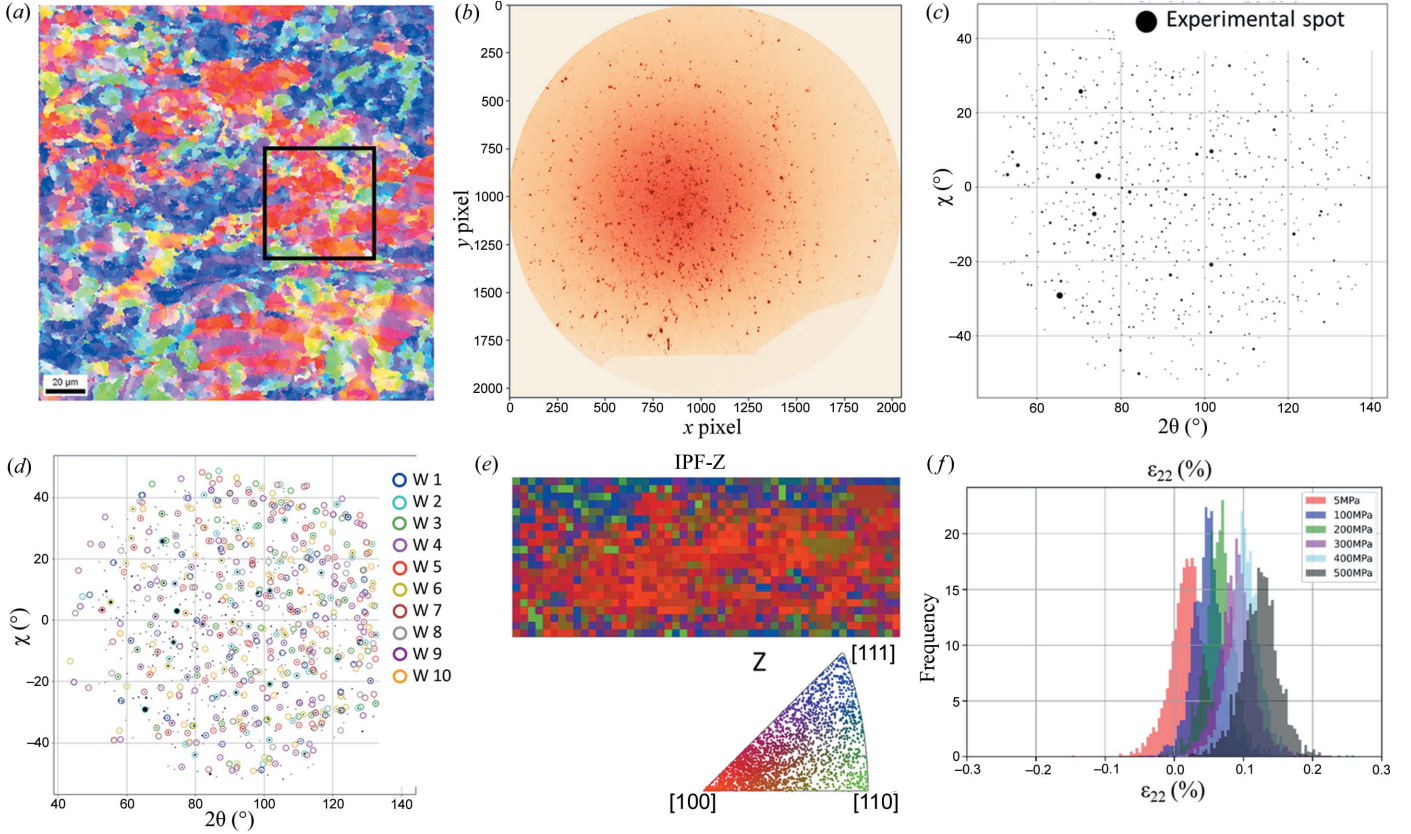 (a)
20 µm
(b)
0
250
500
750
1000
1250
1500
1750
2000
y pixel
0 250 500 750 1000 1250 1500 1750 2000
x pixel
(c)
Experimental spot
40
20
0
−20
−40
χ (°)
60 80 100 120 140
2θ (°)
(d)
40
20
0
−20
−40
χ (°)
40 60 80 100 120 140
2θ (°)
W 1
W 2
W 3
W 4
W 5
W 6
W 7
W 8
W 9
W 10
(e)
IPF-Z
Z
[111]
[100]
[110]
(f)
ε22 (%)
5MPa
100MPa
200MPa
300MPa
400MPa
500MPa
20
15
10
5
0
Frequency
−0.3 −0.2 −0.1 0.0 0.1 0.2 0.3
ε22 (%)